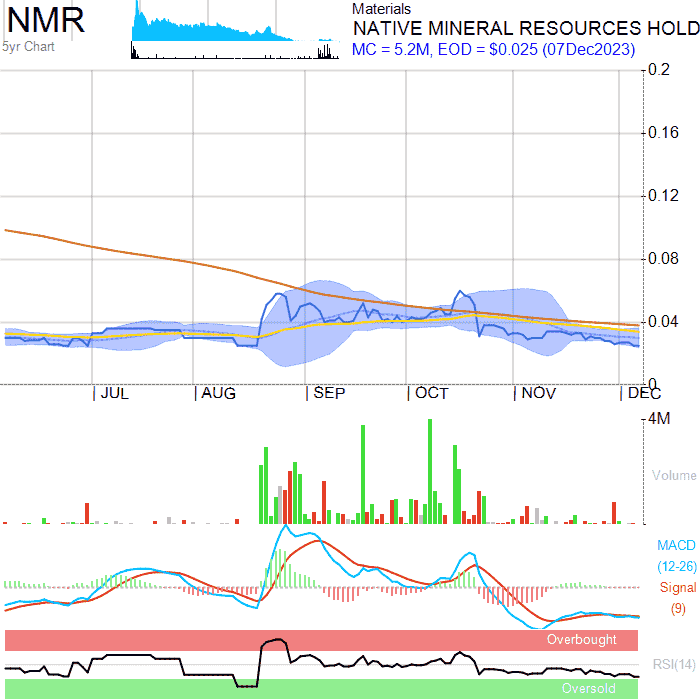 NMR
5yr Chart
Materials
NATIVE MINERAL RESOURCES HOLD
MC = 5.2M, EOD = $0.025 (07Dec2023)
0.2
0.16
0.12
0.08
0.04
0
JUL
AUG
SEP
OCT
NOV
DEC
4M
Volume
MACD
(12-26)
Signal
(9)
Overbought
RSI(14)
Oversold